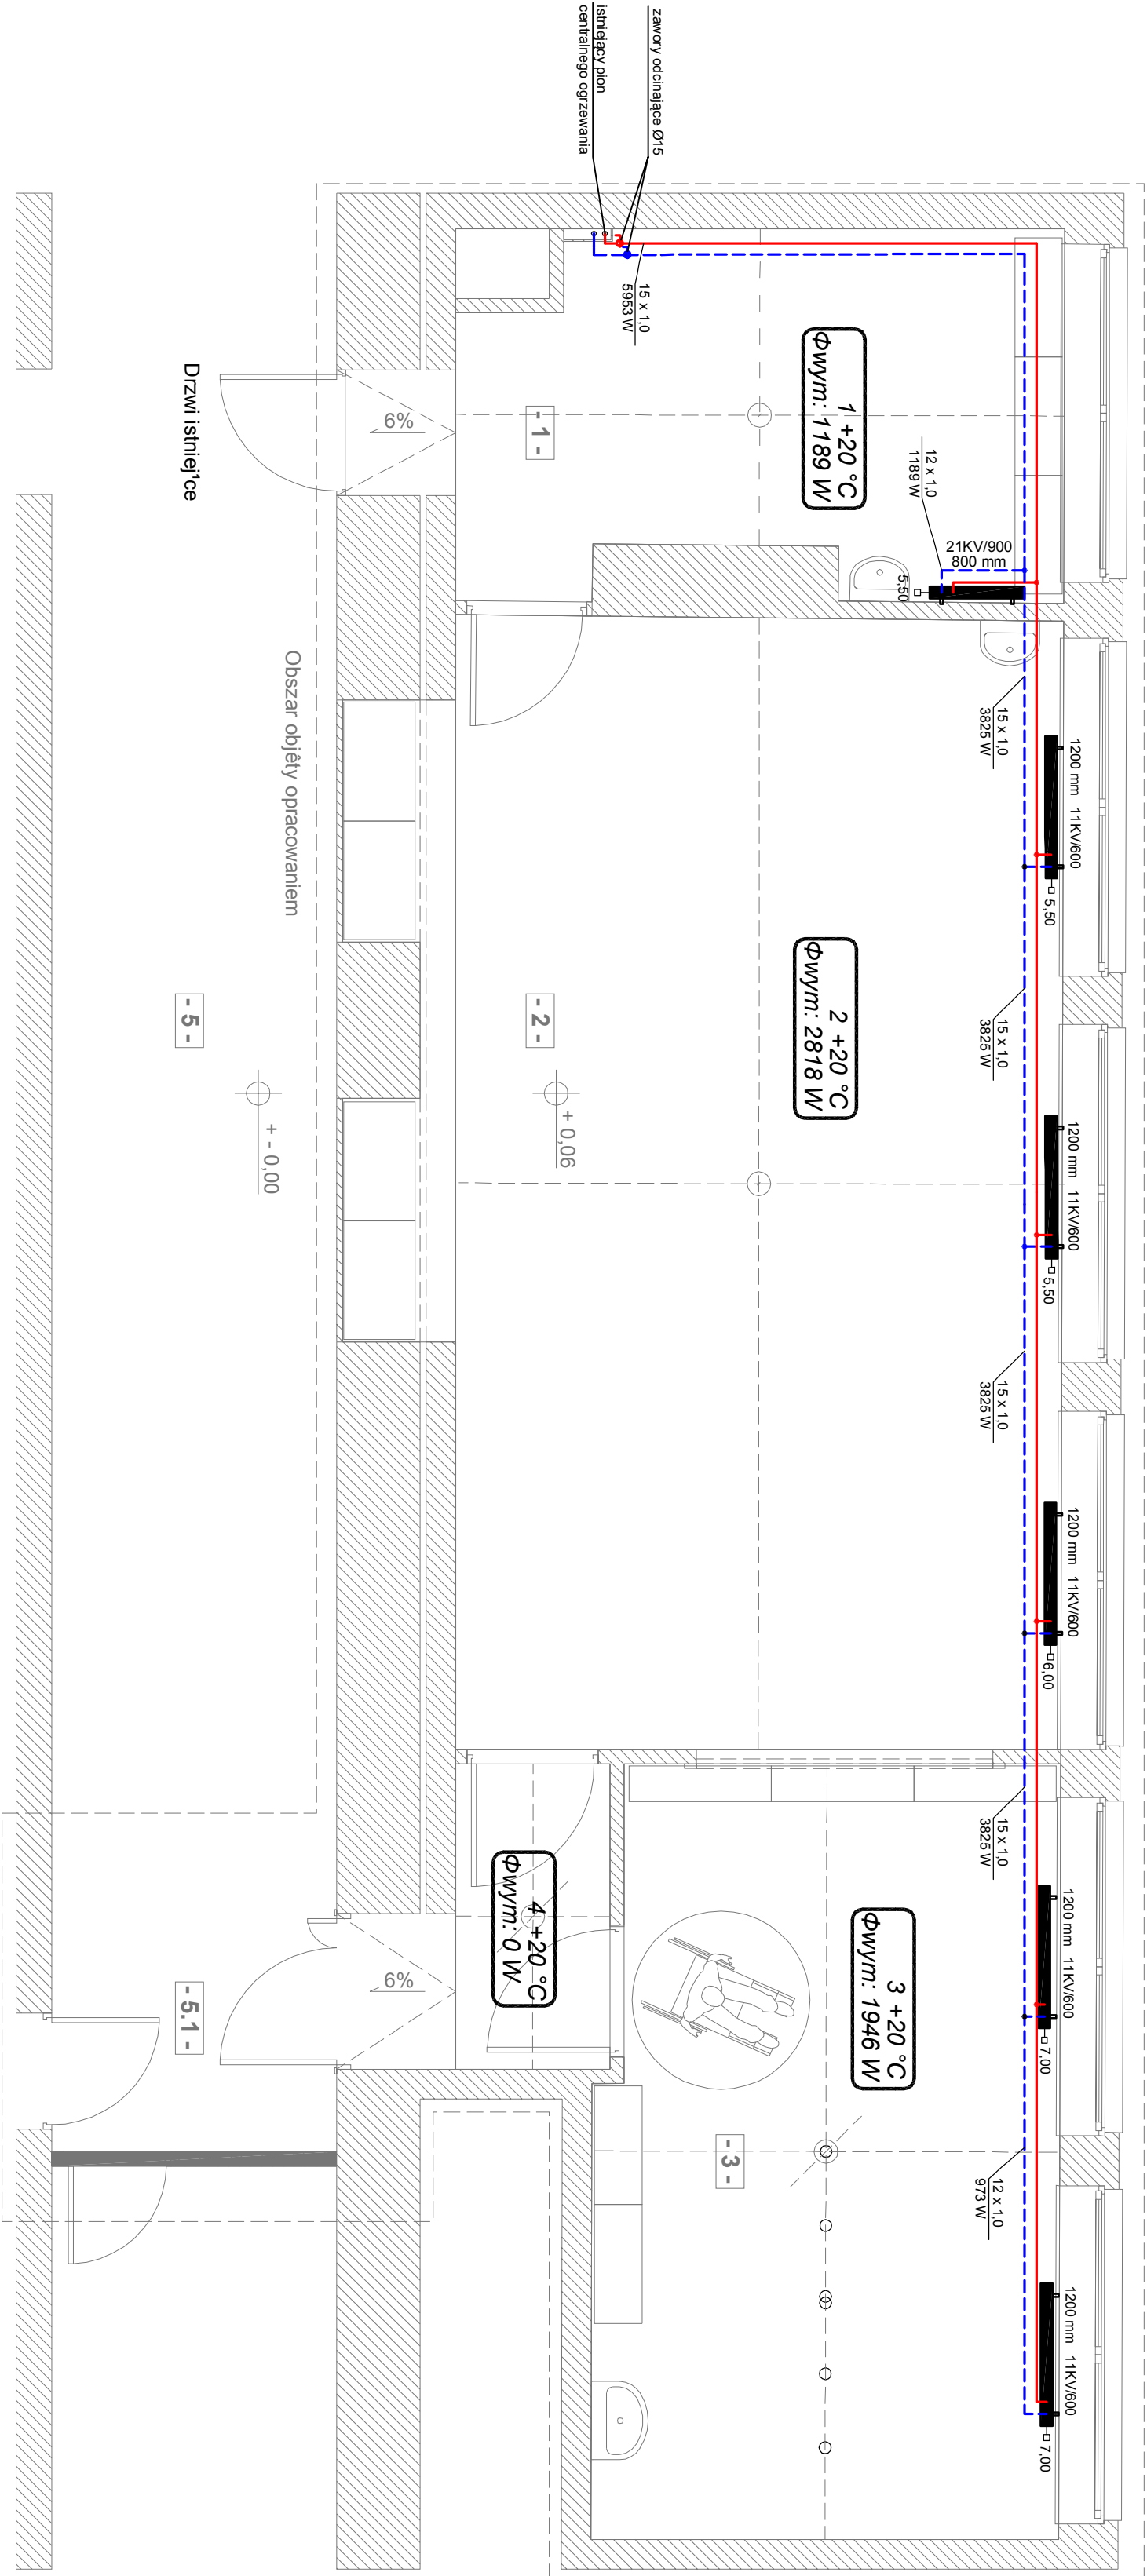 zawory odcinające Ø15
istniejący pion
centralnego ogrzewania
15 x 1,0
5953 W
1 +20 °C
Φwym: 1189 W
12 x 1,0
1189 W
21KV/900
800 mm
5,50
- 1 -
6%
Drzwi istniej¹ce
Obszar objêty opracowaniem
15 x 1,0
3825 W
1200 mm 11KV/600
5,50
2 +20 °C
Φwym: 2818 W
15 x 1,0
3825 W
- 2 -
+ 0,06
- 5 -
+ - 0,00
1200 mm 11KV/600
5,50
15 x 1,0
3825 W
1200 mm 11KV/600
6,00
15 x 1,0
3825 W
4 +20 °C
Φwym: 0 W
3 +20 °C
Φwym: 1946 W
1200 mm 11KV/600
7,00
6%
- 5.1 -
- 3 -
12 x 1,0
973 W
1200 mm 11KV/600
7,00